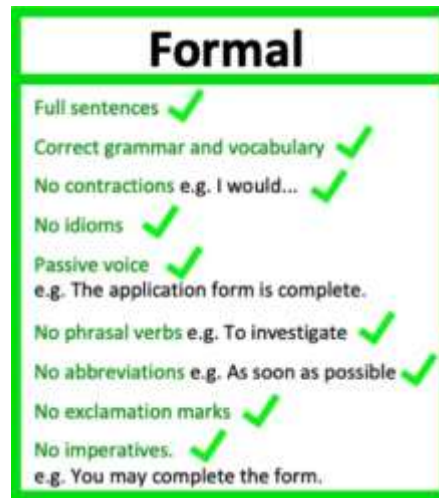 Formal
Full sentences
Correct grammar and vocabulary
No contractions e.g. I would...
No idioms
Passive voice
e.g. The application form is complete.
No phrasal verbs e.g. To investigate
No abbreviations e.g. As soon as possible
No exclamation marks
No imperatives.
e.g. You may complete the form.